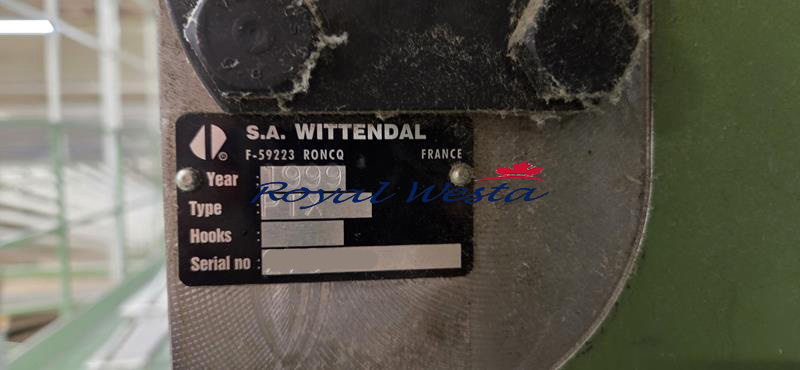 S.A. WITTENDAL
F-59223 RONCQ FRANCE
Year 1999
Type
Royal Westa
Hooks
Serial no